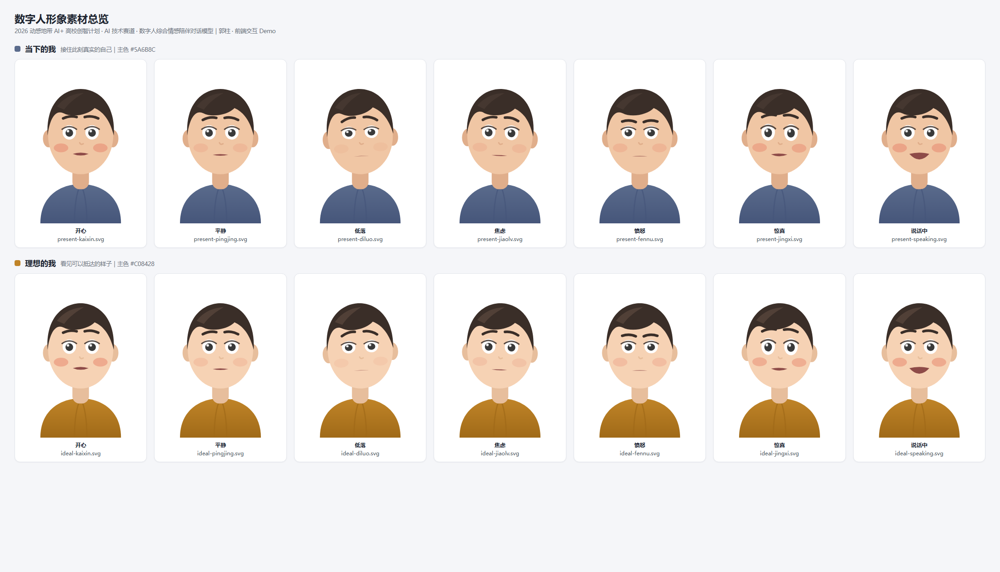 数字人形象素材总览
2026 动感地带 AI+ 高校创智计划 · AI 技术赛道 · 数字人综合情感陪伴对话模型 | 郭柱 · 前端交互 Demo
当下的我 接住此刻真实的自己 | 主色 #5A6B8C
开心 平静 低落 焦虑 愤怒 惊喜 说话中
present-kaixin.svg present-pingjing.svg present-diluo.svg present-jiaolv.svg present-fennu.svg present-jingxi.svg present-speaking.svg
理想的我 看见可以抵达的样子 | 主色 #C08428
开心 平静 低落 焦虑 愤怒 惊喜 说话中
ideal-kaixin.svg ideal-pingjing.svg ideal-diluo.svg ideal-jiaolv.svg ideal-fennu.svg ideal-jingxi.svg ideal-speaking.svg